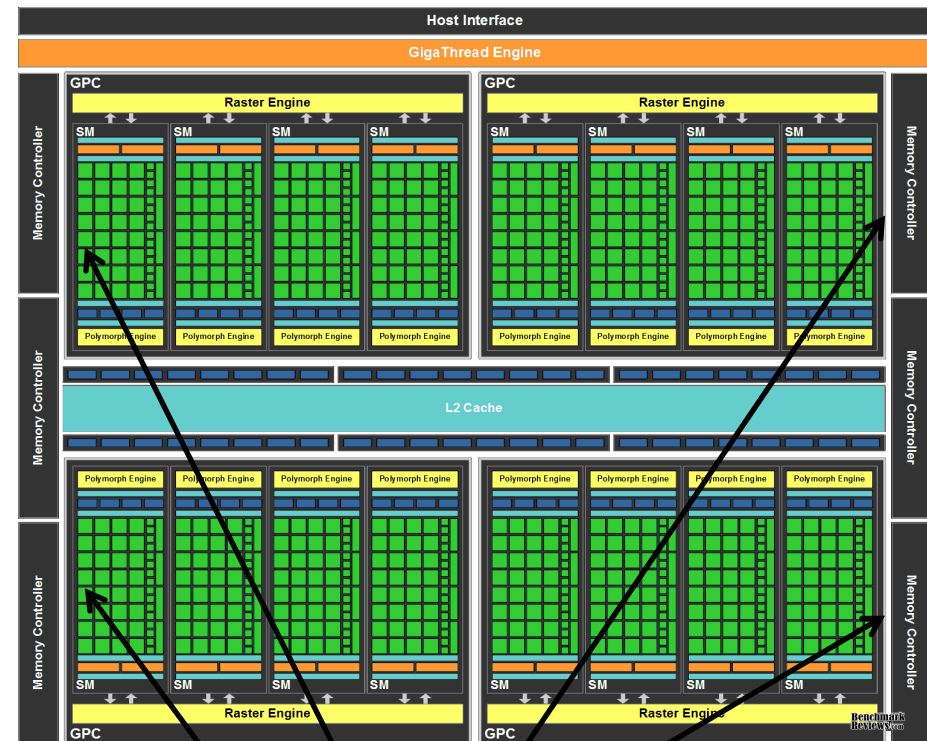 Host Interface
GigaThread Engine
GPC
GPC
Raster Engine
Raster Engine
SM SM SM SM
SM SM SM SM
Memory Controller
Memory Controller
Polymorph Engine Polymorph Engine Polymorph Engine Polymorph Engine
Polymorph Engine Polymorph Engine Polymorph Engine Polymorph Engine
Memory Controller
L2 Cache
Memory Controller
Polymorph Engine Polymorph Engine Polymorph Engine Polymorph Engine
Polymorph Engine Polymorph Engine Polymorph Engine Polymorph Engine
Memory Controller
Memory Controller
SM SM SM SM
SM SM SM SM
Raster Engine
Raster Engine
GPC
GPC
Benchmark
Reviews.com